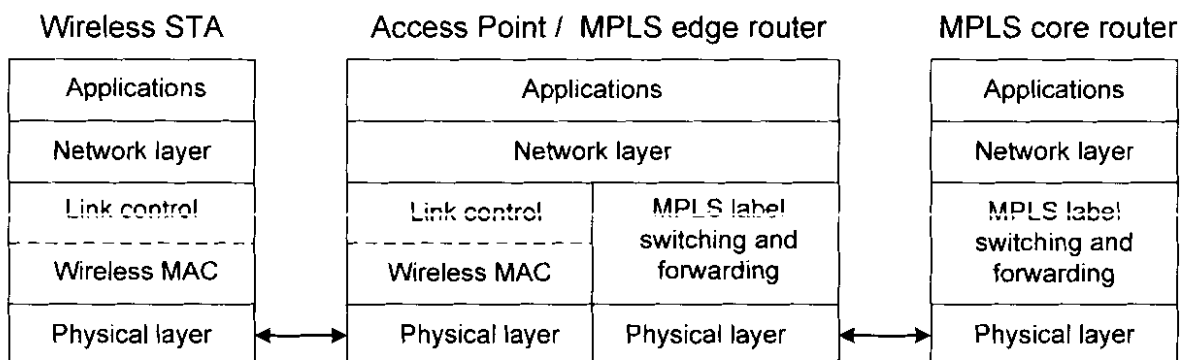 Wireless STA
Access Point / MPLS edge router
MPLS core router
Applications
Applications
Applications
Network layer
Network layer
Network layer
Link control
Link control
MPLS label
MPLS label
switching and
switching and
Wireless MAC
Wireless MAC
forwarding
forwarding
Physical layer
Physical layer
Physical layer
Physical layer